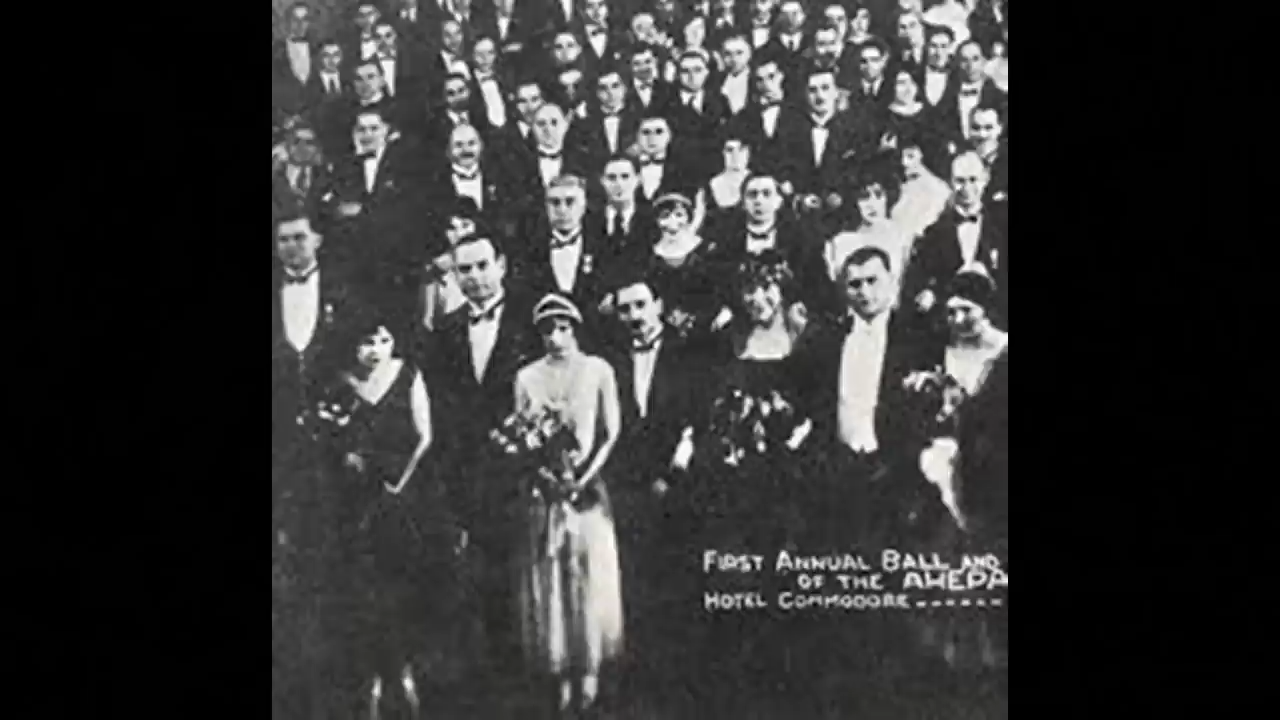 FIRST ANNUAL BALL AND
OF THE AHEPA
HOTEL COMMODORE ------